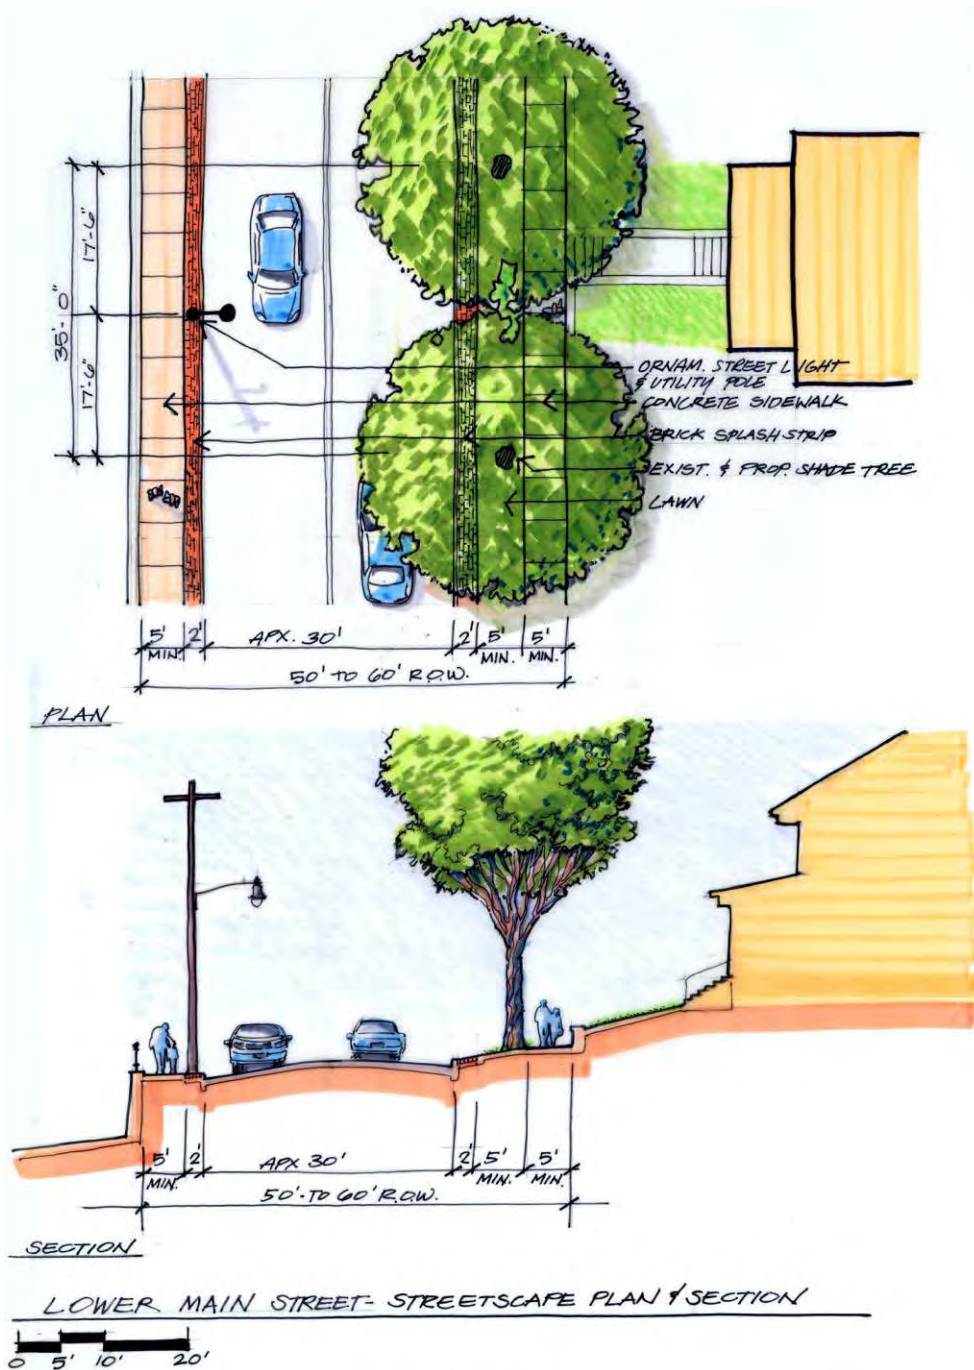 17'-6"
35'-0"
17'-6"
ORNAM. STREET LIGHT
& UTILITY POLE
CONCRETE SIDEWALK
BRICK SPLASH STRIP
EXIST. & PROP. SHADE TREE
LAWN
5' 2' APX. 30' 2' 5' 5'
MIN. MIN. MIN.
50' TO 60' R.O.W.
PLAN
5' 2' APX 30' 2' 5' 5'
MIN. MIN. MIN.
50'-TO 60' R.O.W.
SECTION
LOWER MAIN STREET- STREETSCAPE PLAN & SECTION
0 5' 10' 20'